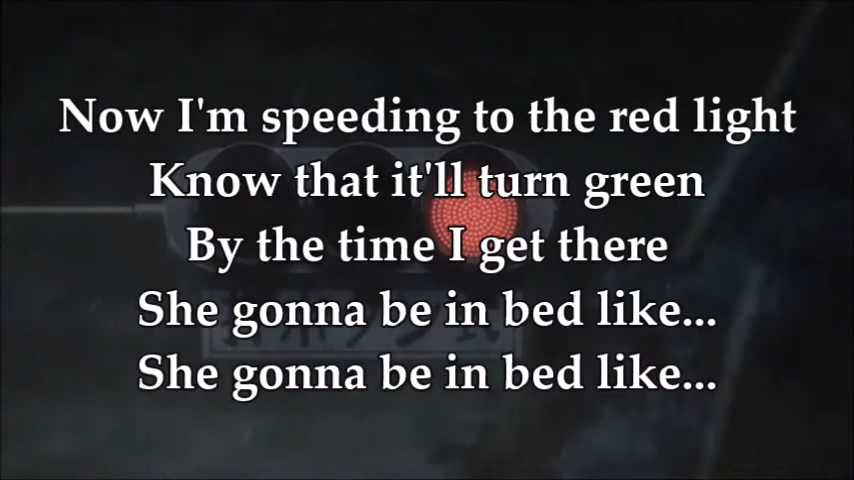 Now I'm speeding to the red light
Know that it'll turn green
By the time I get there
She gonna be in bed like...
She gonna be in bed like...